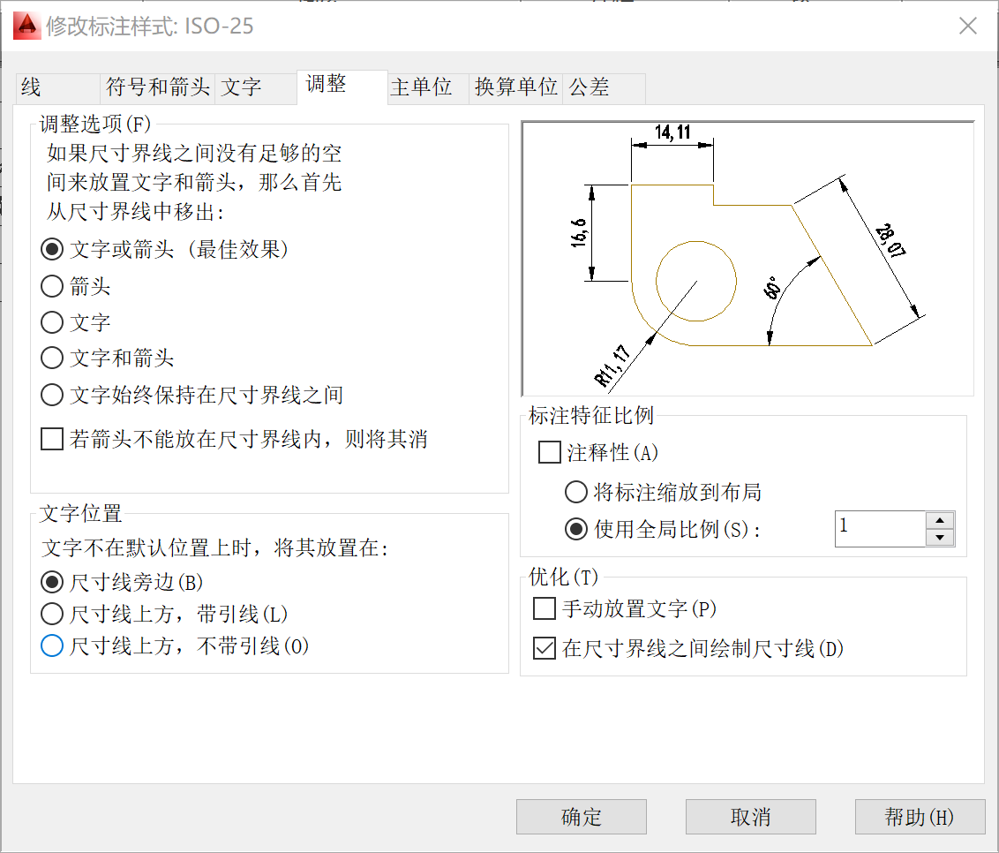 修改标注样式: ISO-25
线
符号和箭头
文字
调整
主单位
换算单位
公差
调整选项(F)
如果尺寸界线之间没有足够的空
间来放置文字和箭头，那么首先
从尺寸界线中移出:
文字或箭头 (最佳效果)
箭头
文字
文字和箭头
文字始终保持在尺寸界线之间
若箭头不能放在尺寸界线内，则将其消
文字位置
文字不在默认位置上时，将其放置在:
尺寸线旁边(B)
尺寸线上方，带引线(L)
尺寸线上方，不带引线(O)
14,11
16,6
28,07
60°
R11,17
标注特征比例
注释性(A)
将标注缩放到布局
使用全局比例(S):
1
优化(T)
手动放置文字(P)
在尺寸界线之间绘制尺寸线(D)
确定
取消
帮助(H)